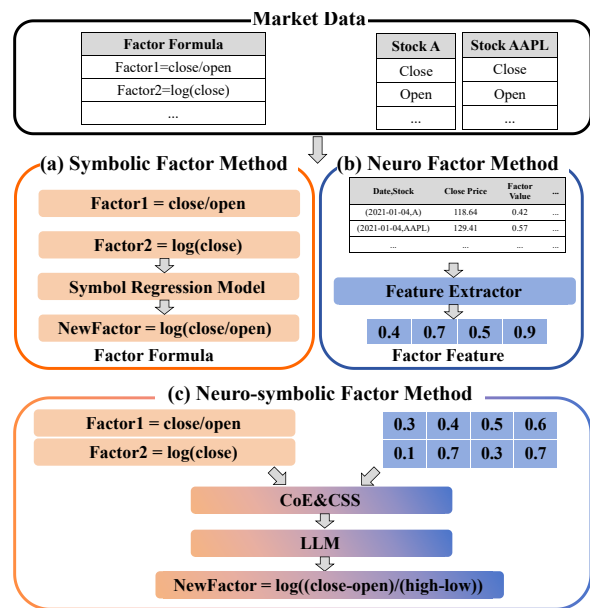 Market Data
Factor Formula
Factor1=close/open
Factor2=log(close)
...
Stock A
Close
Open
...
Stock AAPL
Close
Open
...
(a) Symbolic Factor Method
Factor1 = close/open
Factor2 = log(close)
Symbol Regression Model
NewFactor = log(close/open)
Factor Formula
(b) Neuro Factor Method
Date,Stock Close Price Factor Value ...
(2021-01-04,A) 118.64 0.42 ...
(2021-01-04,AAPL) 129.41 0.57 ...
... ... ... ...
Feature Extractor
0.4 0.7 0.5 0.9
Factor Feature
(c) Neuro-symbolic Factor Method
Factor1 = close/open
Factor2 = log(close)
0.3 0.4 0.5 0.6
0.1 0.7 0.3 0.7
CoE&CSS
LLM
NewFactor = log((close-open)/(high-low))